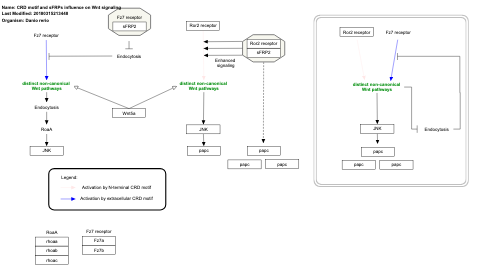 Name: CRD motif and sFRPs influence on Wnt signaling
Last Modified: 20180315213448
Organism: Danio rerio
Fz7 receptor
sFRP2
Fz7 receptor
Endocytosis
distinct non-canonical
Wnt pathways
Endocytosis
RoaA
JNK
Wnt5a
Ror2 receptor
Ror2 receptor
sFRP2
Enhanced
signaling
distinct non-canonical
Wnt pathways
JNK
papc
papc
papc
papc
Ror2 receptor
Fz7 receptor
distinct non-canonical
Wnt pathways
JNK
Endocytosis
papc
papc
papc
Legend:
Activation by N-terminal CRD motif
Activation by extracellular CRD motif
RoaA
rhoaa
rhoab
rhoac
Fz7 receptor
Fz7a
Fz7b